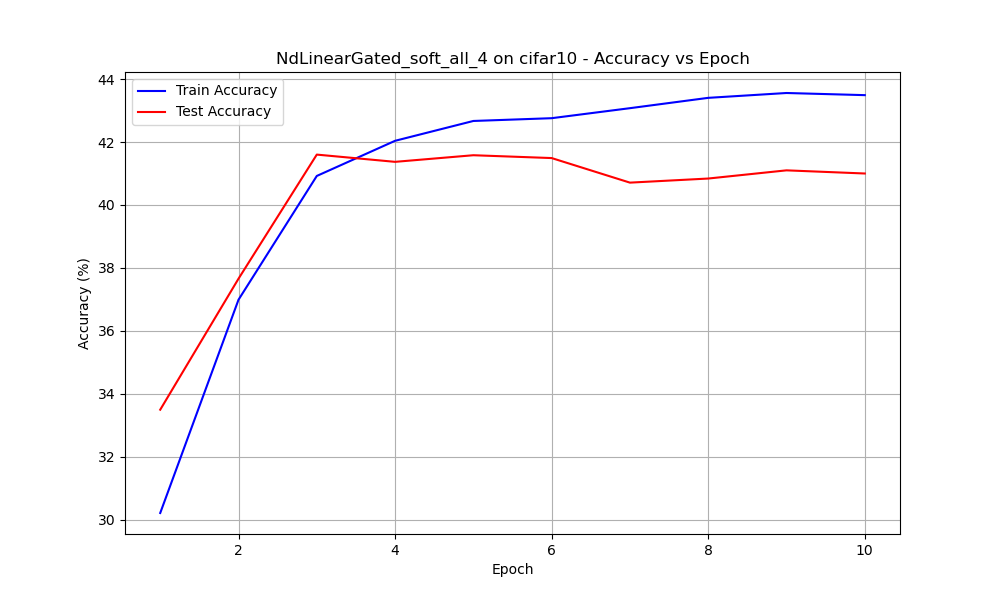 NdLinearGated_soft_all_4 on cifar10 - Accuracy vs Epoch
Train Accuracy
Test Accuracy
44
42
40
38
36
34
32
30
Accuracy (%)
2
4
6
8
10
Epoch